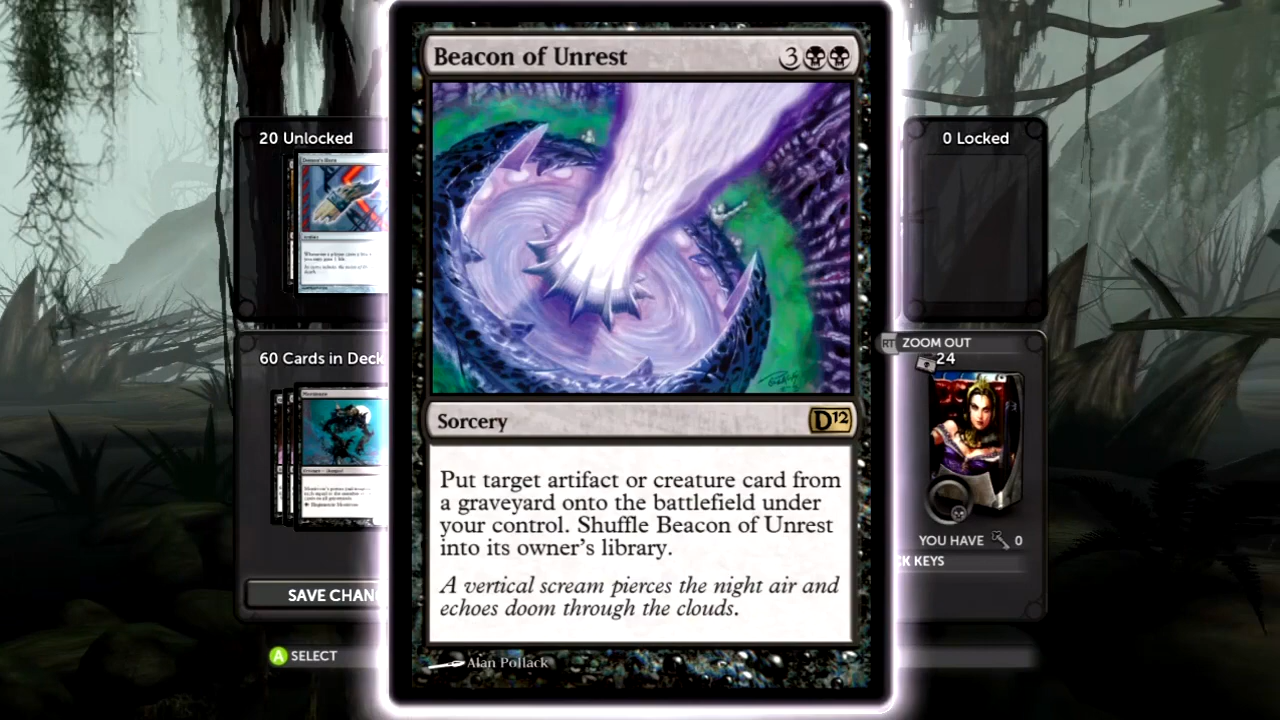 Beacon of Unrest 3
20 Unlocked
0 Locked
60 Cards in Deck
RT ZOOM OUT
24
Sorcery D12
Put target artifact or creature card from
a graveyard onto the battlefield under
your control. Shuffle Beacon of Unrest
into its owner's library.
A vertical scream pierces the night air and
echoes doom through the clouds.
YOU HAVE 0
CK KEYS
SAVE CHAN
A SELECT
Alan Pollack